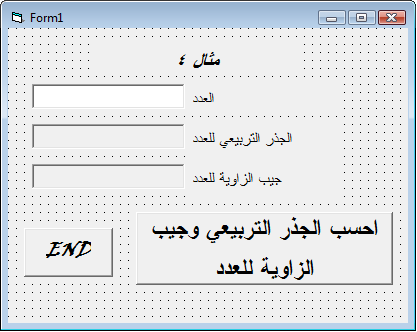 Form1
مثال ٤
العدد
الجذر التربيعي للعدد
جيب الزاوية للعدد
احسب الجذر التربيعي وجيب
الزاوية للعدد
END